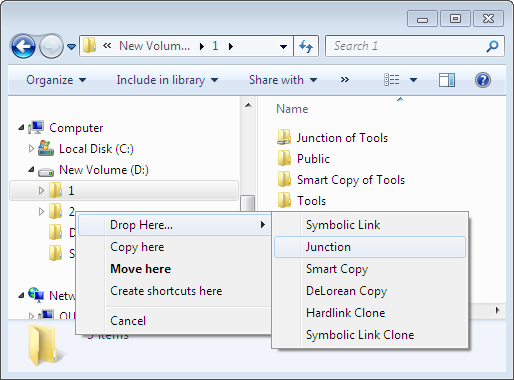 New Volum... 1
Search 1
Organize Include in library Share with »
Name
Computer
Local Disk (C:)
New Volume (D:)
1
2
D
S
Netw
QU
Junction of Tools
Public
Smart Copy of Tools
Tools
Drop Here...
Copy here
Move here
Create shortcuts here
Cancel
Symbolic Link
Junction
Smart Copy
DeLorean Copy
Hardlink Clone
Symbolic Link Clone
items